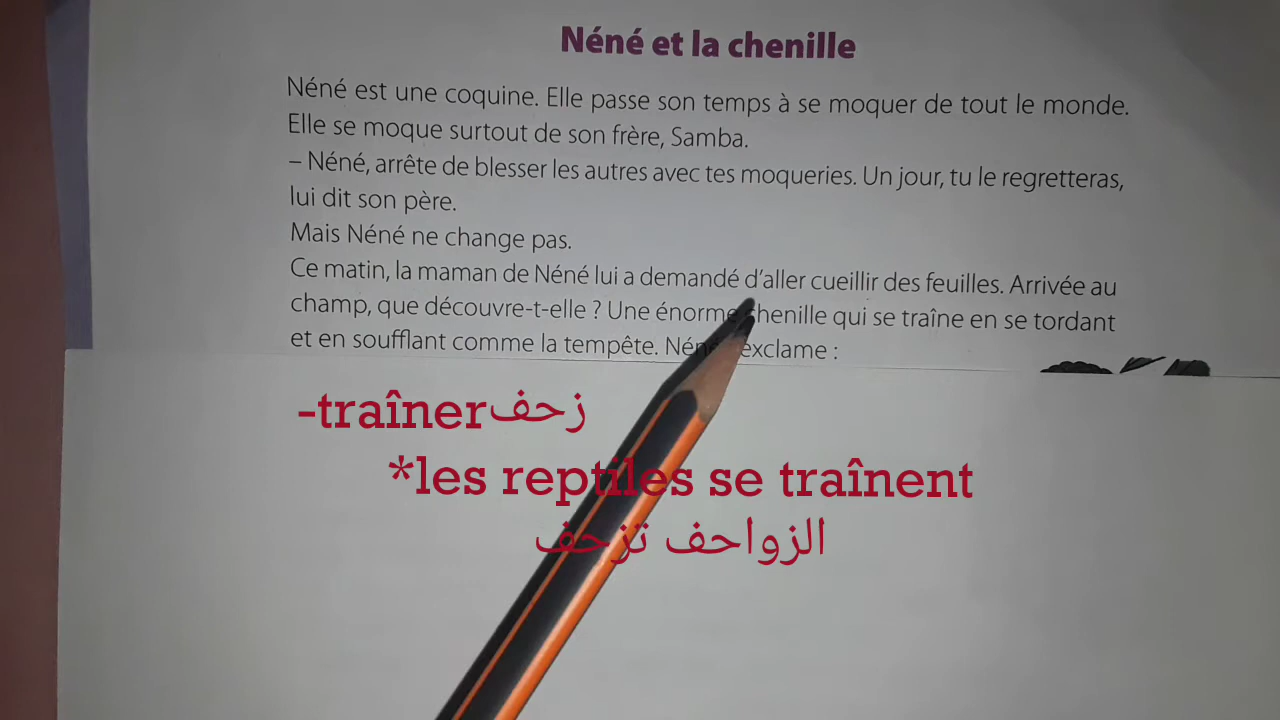 Néné et la chenille
Néné est une coquine. Elle passe son temps à se moquer de tout le monde.
Elle se moque surtout de son frère, Samba.
– Néné, arrête de blesser les autres avec tes moqueries. Un jour, tu le regretteras,
lui dit son père.
Mais Néné ne change pas.
Ce matin, la maman de Néné lui a demandé d'aller cueillir des feuilles. Arrivée au
champ, que découvre-t-elle ? Une énorme chenille qui se traîne en se tordant
et en soufflant comme la tempête. Néné exclame :
-traîner زحف
*les reptiles se traînent
الزواحف تزحف